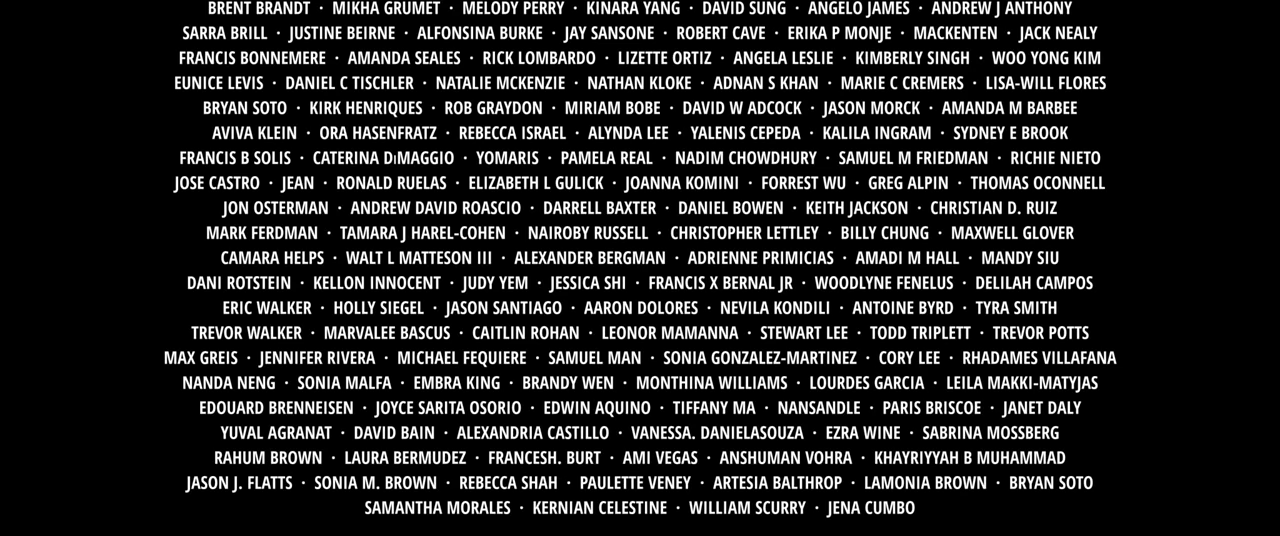 BRENT BRANDT · MIKHA GRUMET · MELODY PERRY · KINARA YANG · DAVID SUNG · ANGELO JAMES · ANDREW J ANTHONY
SARRA BRILL · JUSTINE BEIRNE · ALFONSINA BURKE · JAY SANSONE · ROBERT CAVE · ERIKA P MONJE · MACKENTEN · JACK NEALY
FRANCIS BONNEMERE · AMANDA SEALES · RICK LOMBARDO · LIZETTE ORTIZ · ANGELA LESLIE · KIMBERLY SINGH · WOO YONG KIM
EUNICE LEVIS · DANIEL C TISCHLER · NATALIE MCKENZIE · NATHAN KLOKE · ADNAN S KHAN · MARIE C CREMERS · LISA-WILL FLORES
BRYAN SOTO · KIRK HENRIQUES · ROB GRAYDON · MIRIAM BOBE · DAVID W ADCOCK · JASON MORCK · AMANDA M BARBEE
AVIVA KLEIN · ORA HASENFRATZ · REBECCA ISRAEL · ALYNDA LEE · YALENIS CEPEDA · KALILA INGRAM · SYDNEY E BROOK
FRANCIS B SOLIS · CATERINA DiMAGGIO · YOMARIS · PAMELA REAL · NADIM CHOWDHURY · SAMUEL M FRIEDMAN · RICHIE NIETO
JOSE CASTRO · JEAN · RONALD RUELAS · ELIZABETH L GULICK · JOANNA KOMINI · FORREST WU · GREG ALPIN · THOMAS OCONNELL
JON OSTERMAN · ANDREW DAVID ROASCIO · DARRELL BAXTER · DANIEL BOWEN · KEITH JACKSON · CHRISTIAN D. RUIZ
MARK FERDMAN · TAMARA J HAREL-COHEN · NAIROBY RUSSELL · CHRISTOPHER LETTLEY · BILLY CHUNG · MAXWELL GLOVER
CAMARA HELPS · WALT L MATTESON III · ALEXANDER BERGMAN · ADRIENNE PRIMICIAS · AMADI M HALL · MANDY SIU
DANI ROTSTEIN · KELLON INNOCENT · JUDY YEM · JESSICA SHI · FRANCIS X BERNAL JR · WOODLYNE FENELUS · DELILAH CAMPOS
ERIC WALKER · HOLLY SIEGEL · JASON SANTIAGO · AARON DOLORES · NEVILA KONDILI · ANTOINE BYRD · TYRA SMITH
TREVOR WALKER · MARVALEE BASCUS · CAITLIN ROHAN · LEONOR MAMANNA · STEWART LEE · TODD TRIPLETT · TREVOR POTTS
MAX GREIS · JENNIFER RIVERA · MICHAEL FEQUIERE · SAMUEL MAN · SONIA GONZALEZ-MARTINEZ · CORY LEE · RHADAMES VILLAFANA
NANDA NENG · SONIA MALFA · EMBRA KING · BRANDY WEN · MONTHINA WILLIAMS · LOURDES GARCIA · LEILA MAKKI-MATYJAS
EDOUARD BRENNEISEN · JOYCE SARITA OSORIO · EDWIN AQUINO · TIFFANY MA · NANSANDLE · PARIS BRISCOE · JANET DALY
YUVAL AGRANAT · DAVID BAIN · ALEXANDRIA CASTILLO · VANESSA. DANIELASOUZA · EZRA WINE · SABRINA MOSSBERG
RAHUM BROWN · LAURA BERMUDEZ · FRANCESH. BURT · AMI VEGAS · ANSHUMAN VOHRA · KHAYRIYYAH B MUHAMMAD
JASON J. FLATTS · SONIA M. BROWN · REBECCA SHAH · PAULETTE VENEY · ARTESIA BALTHROP · LAMONIA BROWN · BRYAN SOTO
SAMANTHA MORALES · KERNIAN CELESTINE · WILLIAM SCURRY · JENA CUMBO